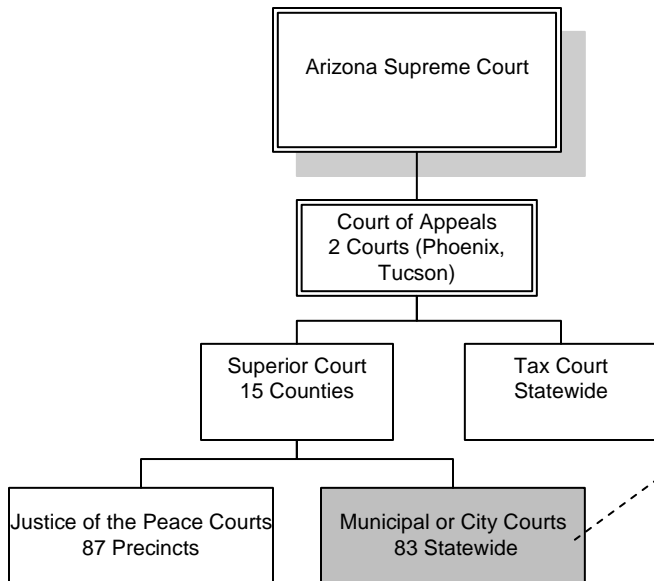 Arizona Supreme Court
Court of Appeals
2 Courts (Phoenix,
Tucson)
Superior Court
15 Counties
Tax Court
Statewide
Justice of the Peace Courts
87 Precincts
Municipal or City Courts
83 Statewide